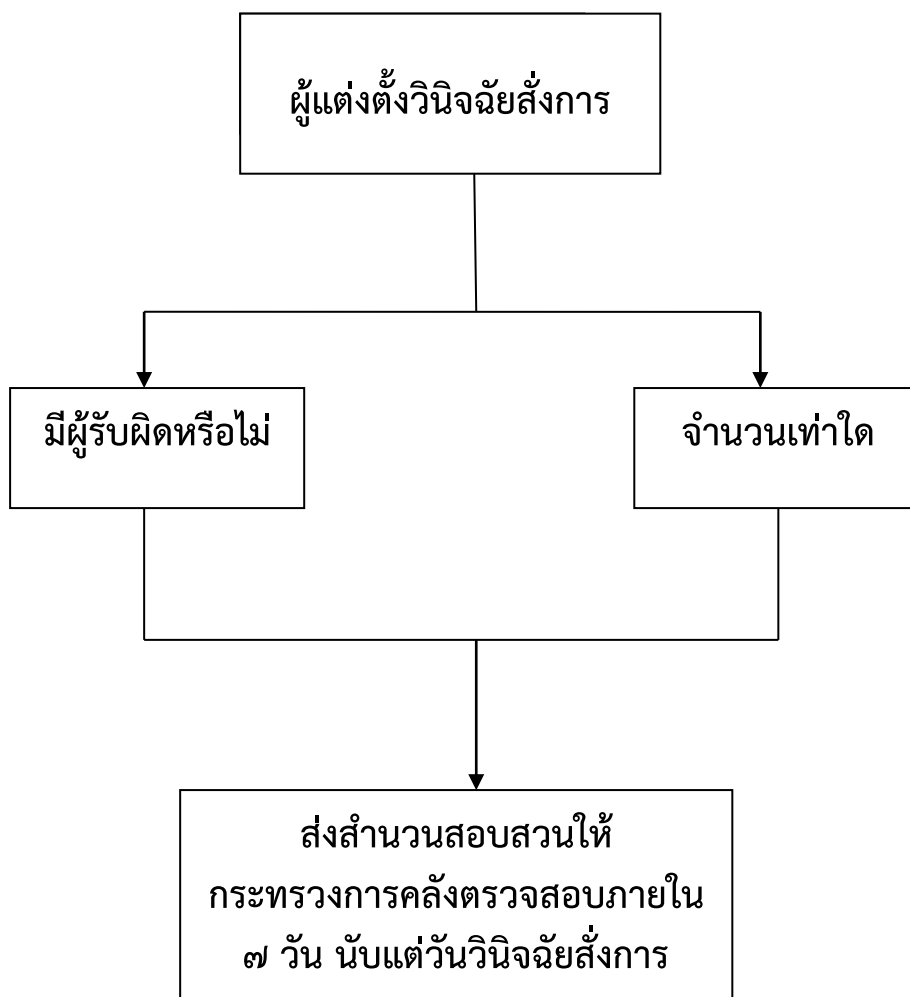 ผู้แต่งตั้งวินิจฉัยสั่งการ
มีผู้รับผิดหรือไม่
จำนวนเท่าใด
ส่งสำนวนสอบสวนให้
กระทรวงการคลังตรวจสอบภายใน
๗ วัน นับแต่วันวินิจฉัยสั่งการ